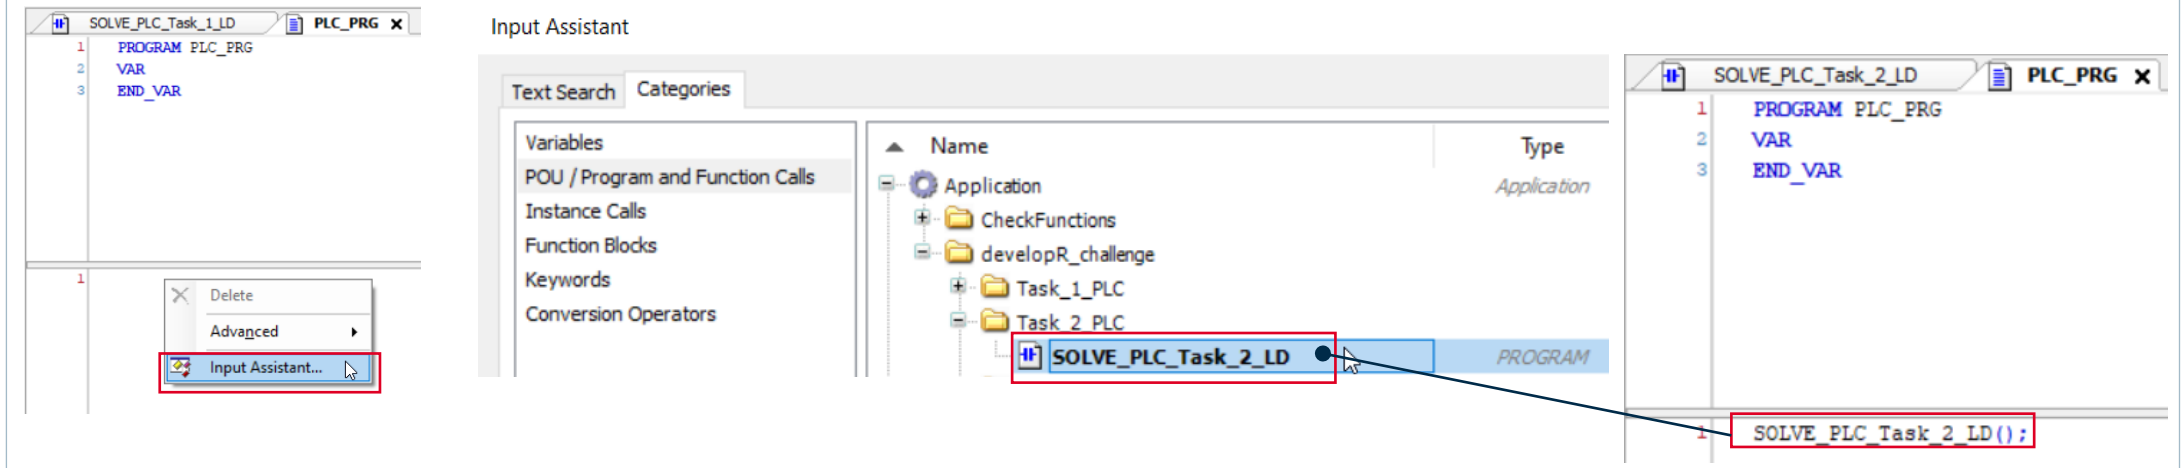 SOLVE_PLC_Task_1_LD
PLC_PRG
1 PROGRAM PLC_PRG
2 VAR
3 END_VAR
1
Delete
Advanced
Input Assistant...
Input Assistant
Text Search
Categories
Variables
POU / Program and Function Calls
Instance Calls
Function Blocks
Keywords
Conversion Operators
Name Type
Application Application
CheckFunctions
developR_challenge
Task_1_PLC
Task_2_PLC
SOLVE_PLC_Task_2_LD PROGRAM
SOLVE_PLC_Task_2_LD
PLC_PRG
1 PROGRAM PLC_PRG
2 VAR
3 END_VAR
1 SOLVE_PLC_Task_2_LD();